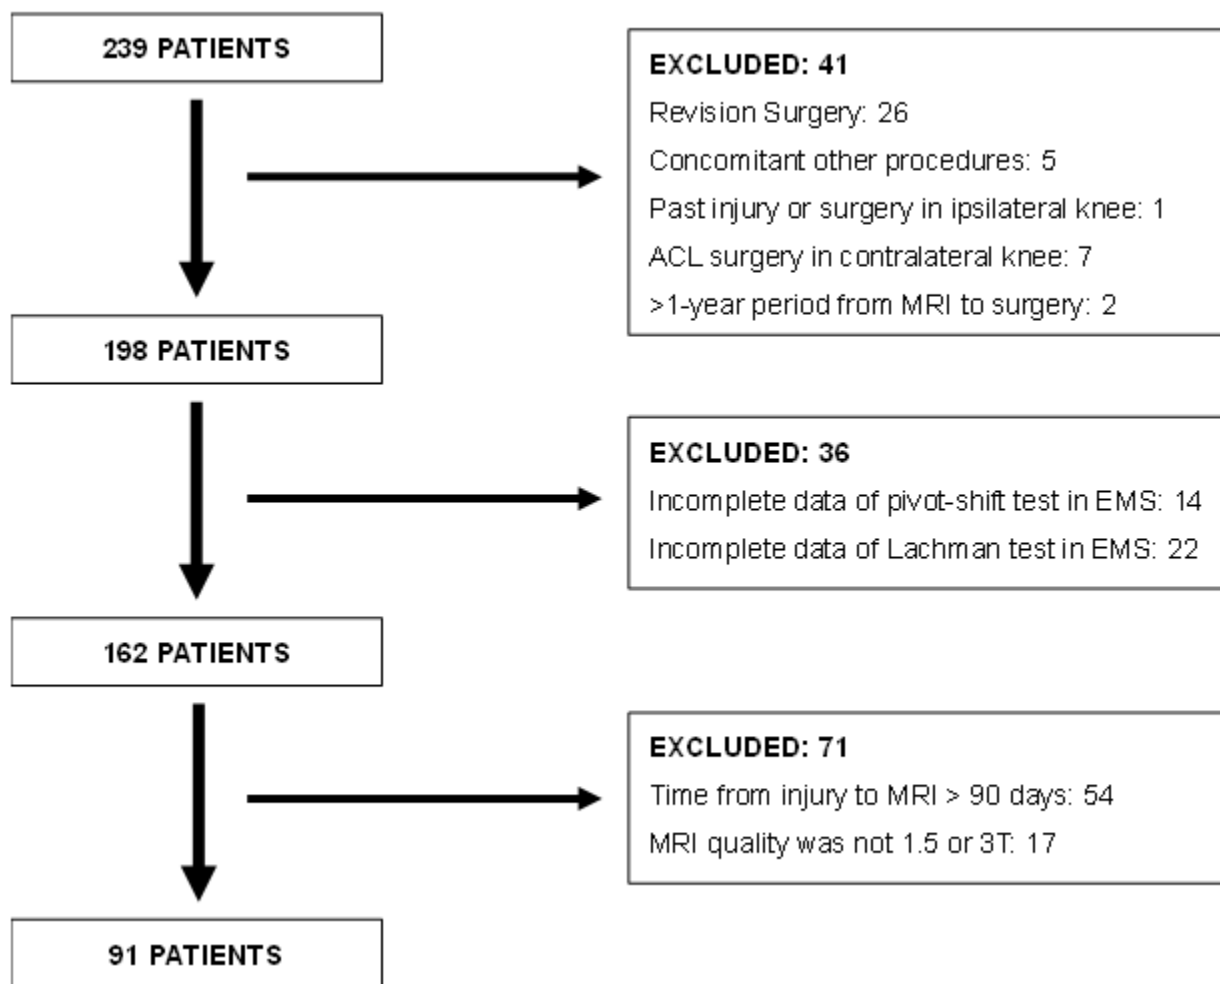 239 PATIENTS
EXCLUDED: 41
Revision Surgery: 26
Concomitant other procedures: 5
Past injury or surgery in ipsilateral knee: 1
ACL surgery in contralateral knee: 7
>1-year period from MRI to surgery: 2
198 PATIENTS
EXCLUDED: 36
Incomplete data of pivot-shift test in EMS: 14
Incomplete data of Lachman test in EMS: 22
162 PATIENTS
EXCLUDED: 71
Time from injury to MRI > 90 days: 54
MRI quality was not 1.5 or 3T: 17
91 PATIENTS